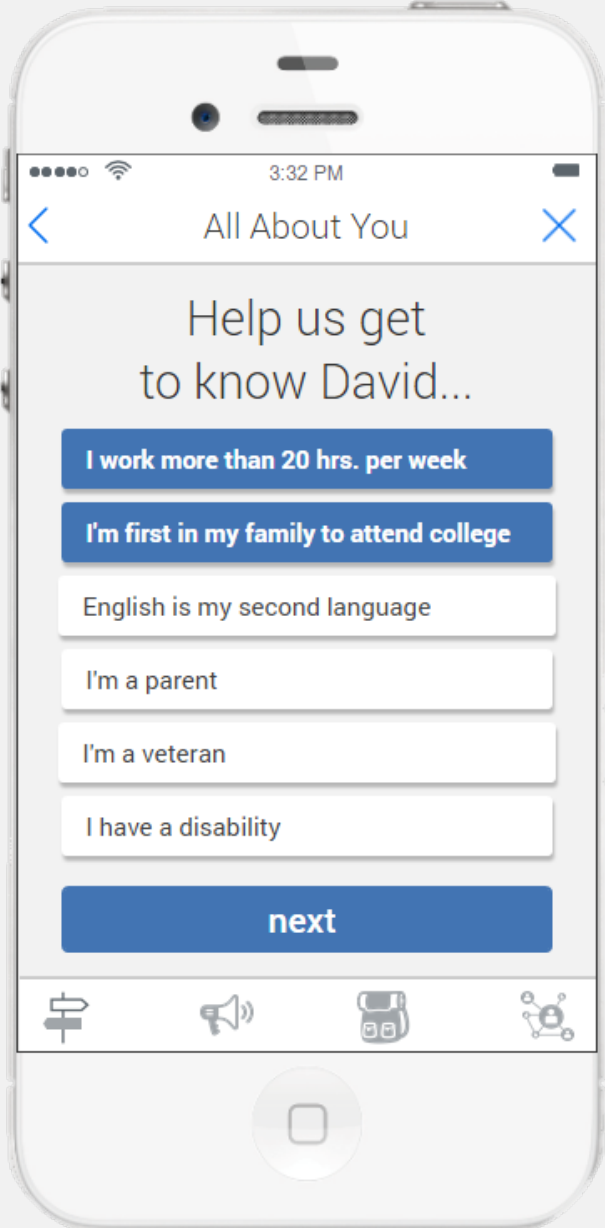 3:32 PM
All About You
Help us get
to know David...
I work more than 20 hrs. per week
I'm first in my family to attend college
English is my second language
I'm a parent
I'm a veteran
I have a disability
next